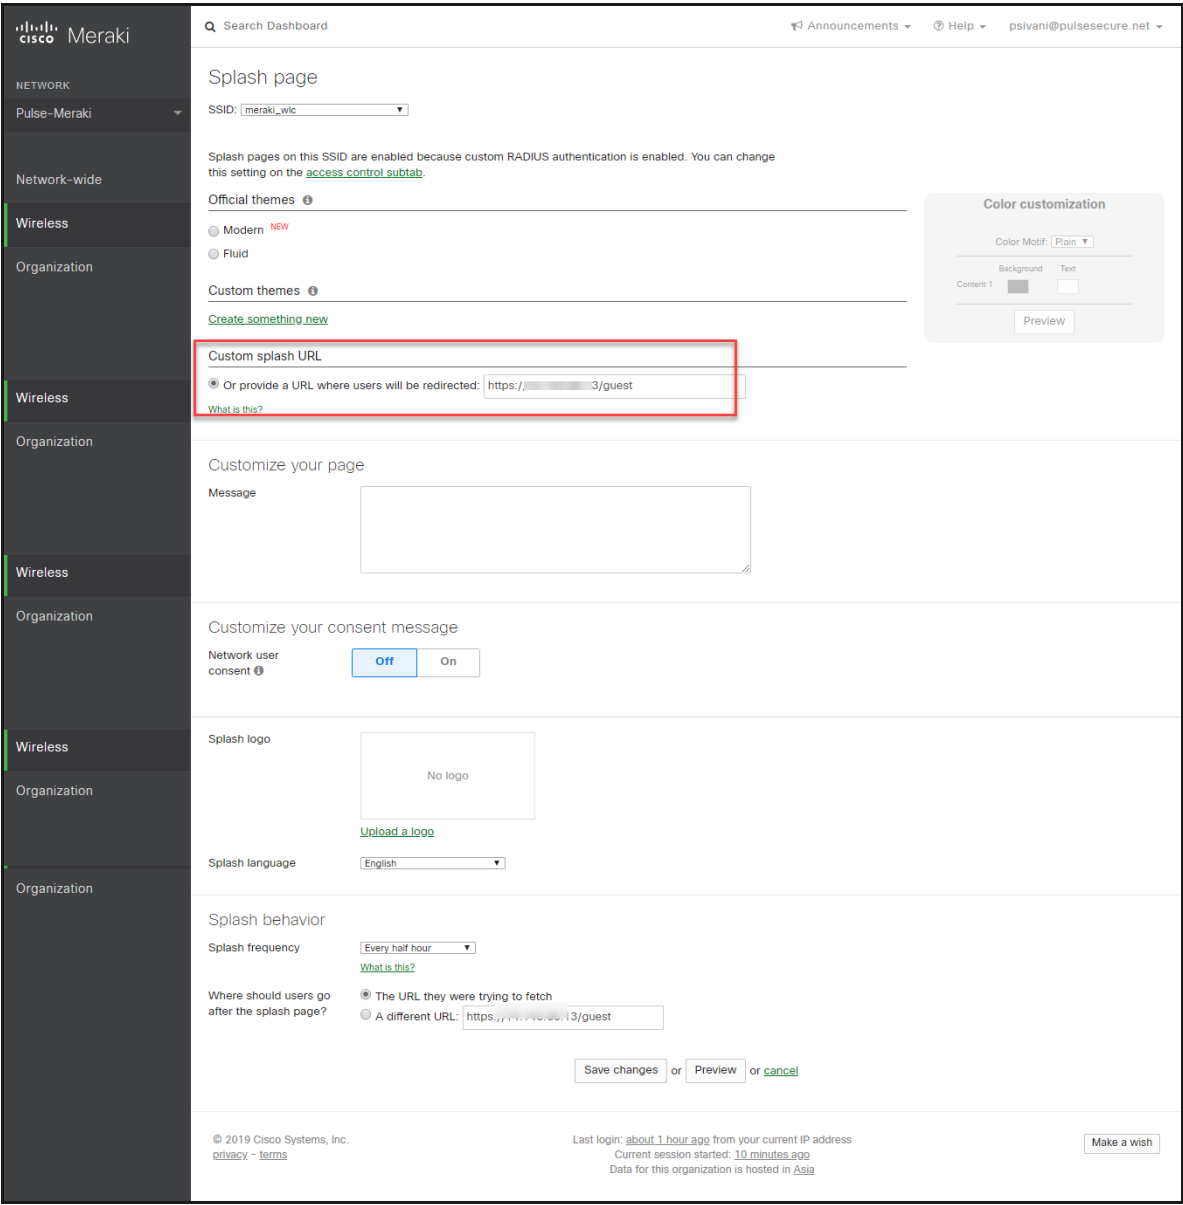 cisco Meraki
Search Dashboard
Announcements
Help
psivani@pulsesecure.net
NETWORK
Pulse-Meraki
Network-wide
Wireless
Organization
Wireless
Organization
Wireless
Organization
Wireless
Organization
Organization
Splash page
SSID: meraki_wlc
Splash pages on this SSID are enabled because custom RADIUS authentication is enabled. You can change
this setting on the access control subtab.
Official themes
Modern NEW
Fluid
Custom themes
Create something new
Color customization
Color Motif: Plain
Background Text
Content 1
Preview
Custom splash URL
Or provide a URL where users will be redirected: https:/ 3/guest
What is this?
Customize your page
Message
Customize your consent message
Network user
consent
Off On
Splash logo
No logo
Upload a logo
Splash language English
Splash behavior
Splash frequency Every half hour
What is this?
Where should users go
after the splash page?
The URL they were trying to fetch
A different URL: https: 13/guest
Save changes or Preview or cancel
© 2019 Cisco Systems, Inc.
privacy - terms
Last login: about 1 hour ago from your current IP address
Current session started: 10 minutes ago
Data for this organization is hosted in Asia
Make a wish